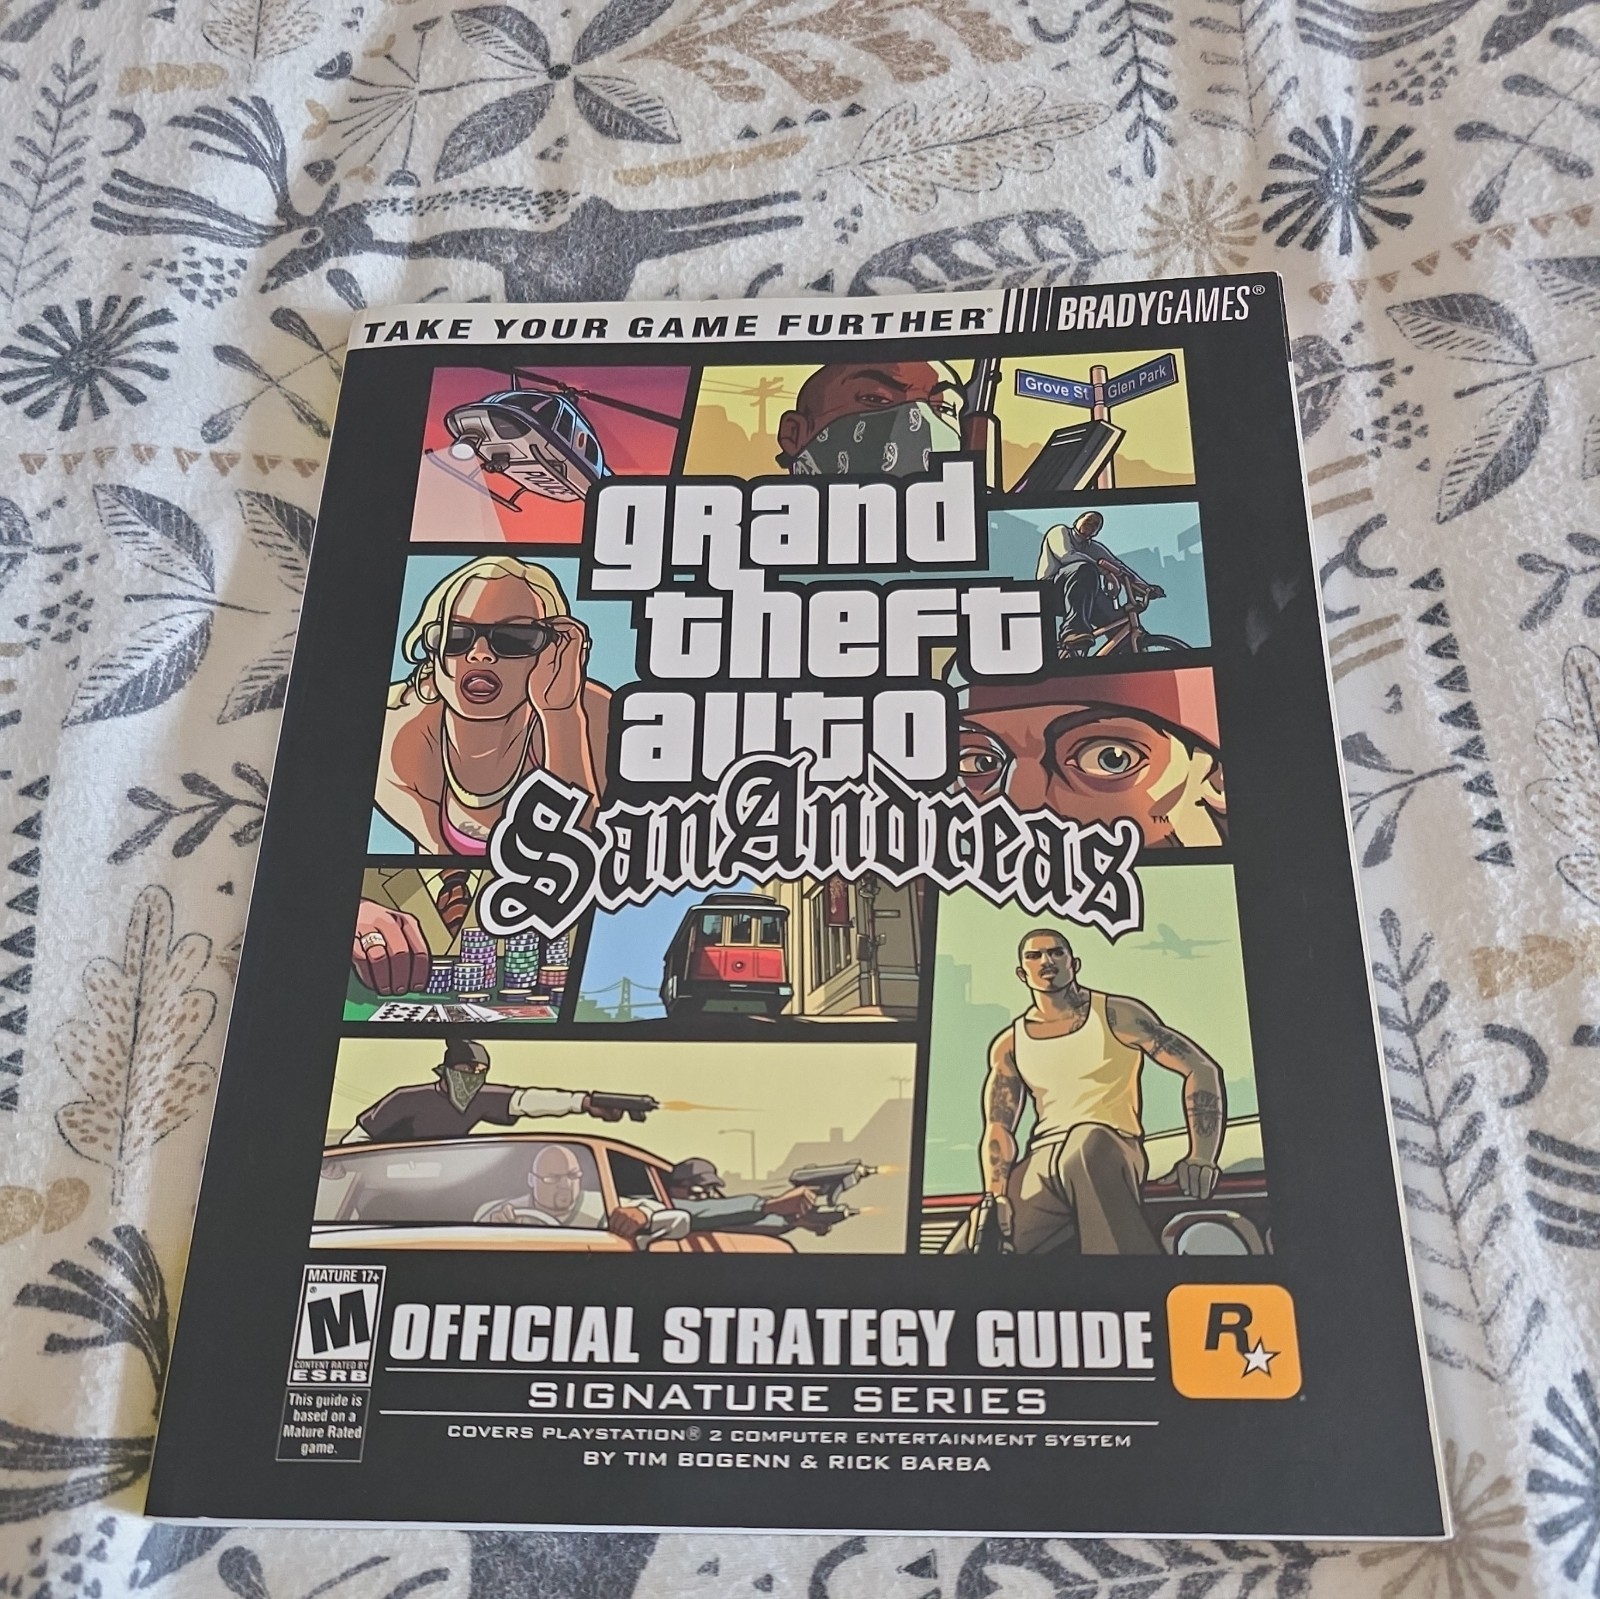 TAKE YOUR GAME FURTHER®
BRADYGAMES®
Grove St
Glen Park
POLICE
grand
theft
auto
San Andreas™
MATURE 17+
M®
CONTENT RATED BY
ESRB
This guide is
based on a
Mature Rated
game.
OFFICIAL STRATEGY GUIDE
SIGNATURE SERIES
COVERS PLAYSTATION® 2 COMPUTER ENTERTAINMENT SYSTEM
BY TIM BOGENN & RICK BARBA
R